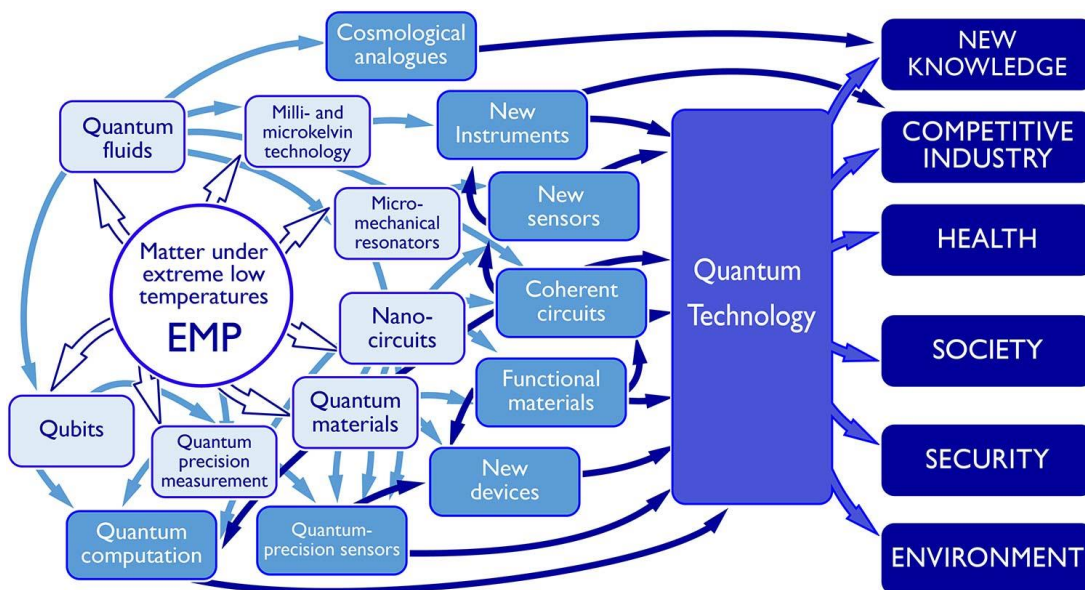 Cosmological
analogues
NEW
KNOWLEDGE
Quantum
fluids
Milli- and
microkelvin
technology
New
Instruments
COMPETITIVE
INDUSTRY
Micro-
mechanical
resonators
New
sensors
HEALTH
Matter under
extreme low
temperatures
EMP
Nano-
circuits
Coherent
circuits
Quantum
Technology
SOCIETY
Qubits
Quantum
precision
measurement
Quantum
materials
Functional
materials
New
devices
SECURITY
Quantum
computation
Quantum-
precision sensors
ENVIRONMENT